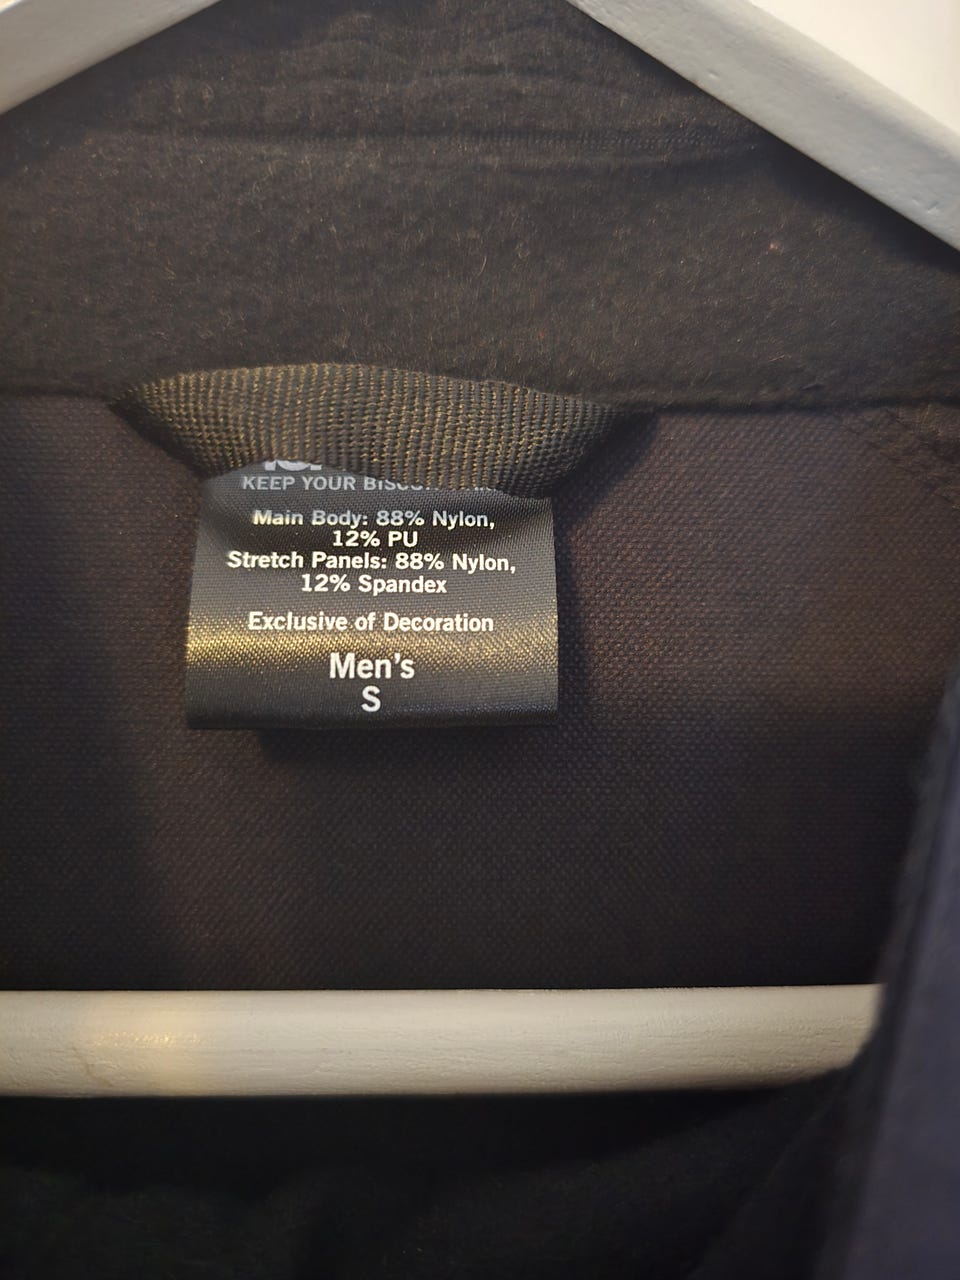 KEEP YOUR
Main Body: 88% Nylon,
12% PU
Stretch Panels: 88% Nylon,
12% Spandex
Exclusive of Decoration
Men's
S